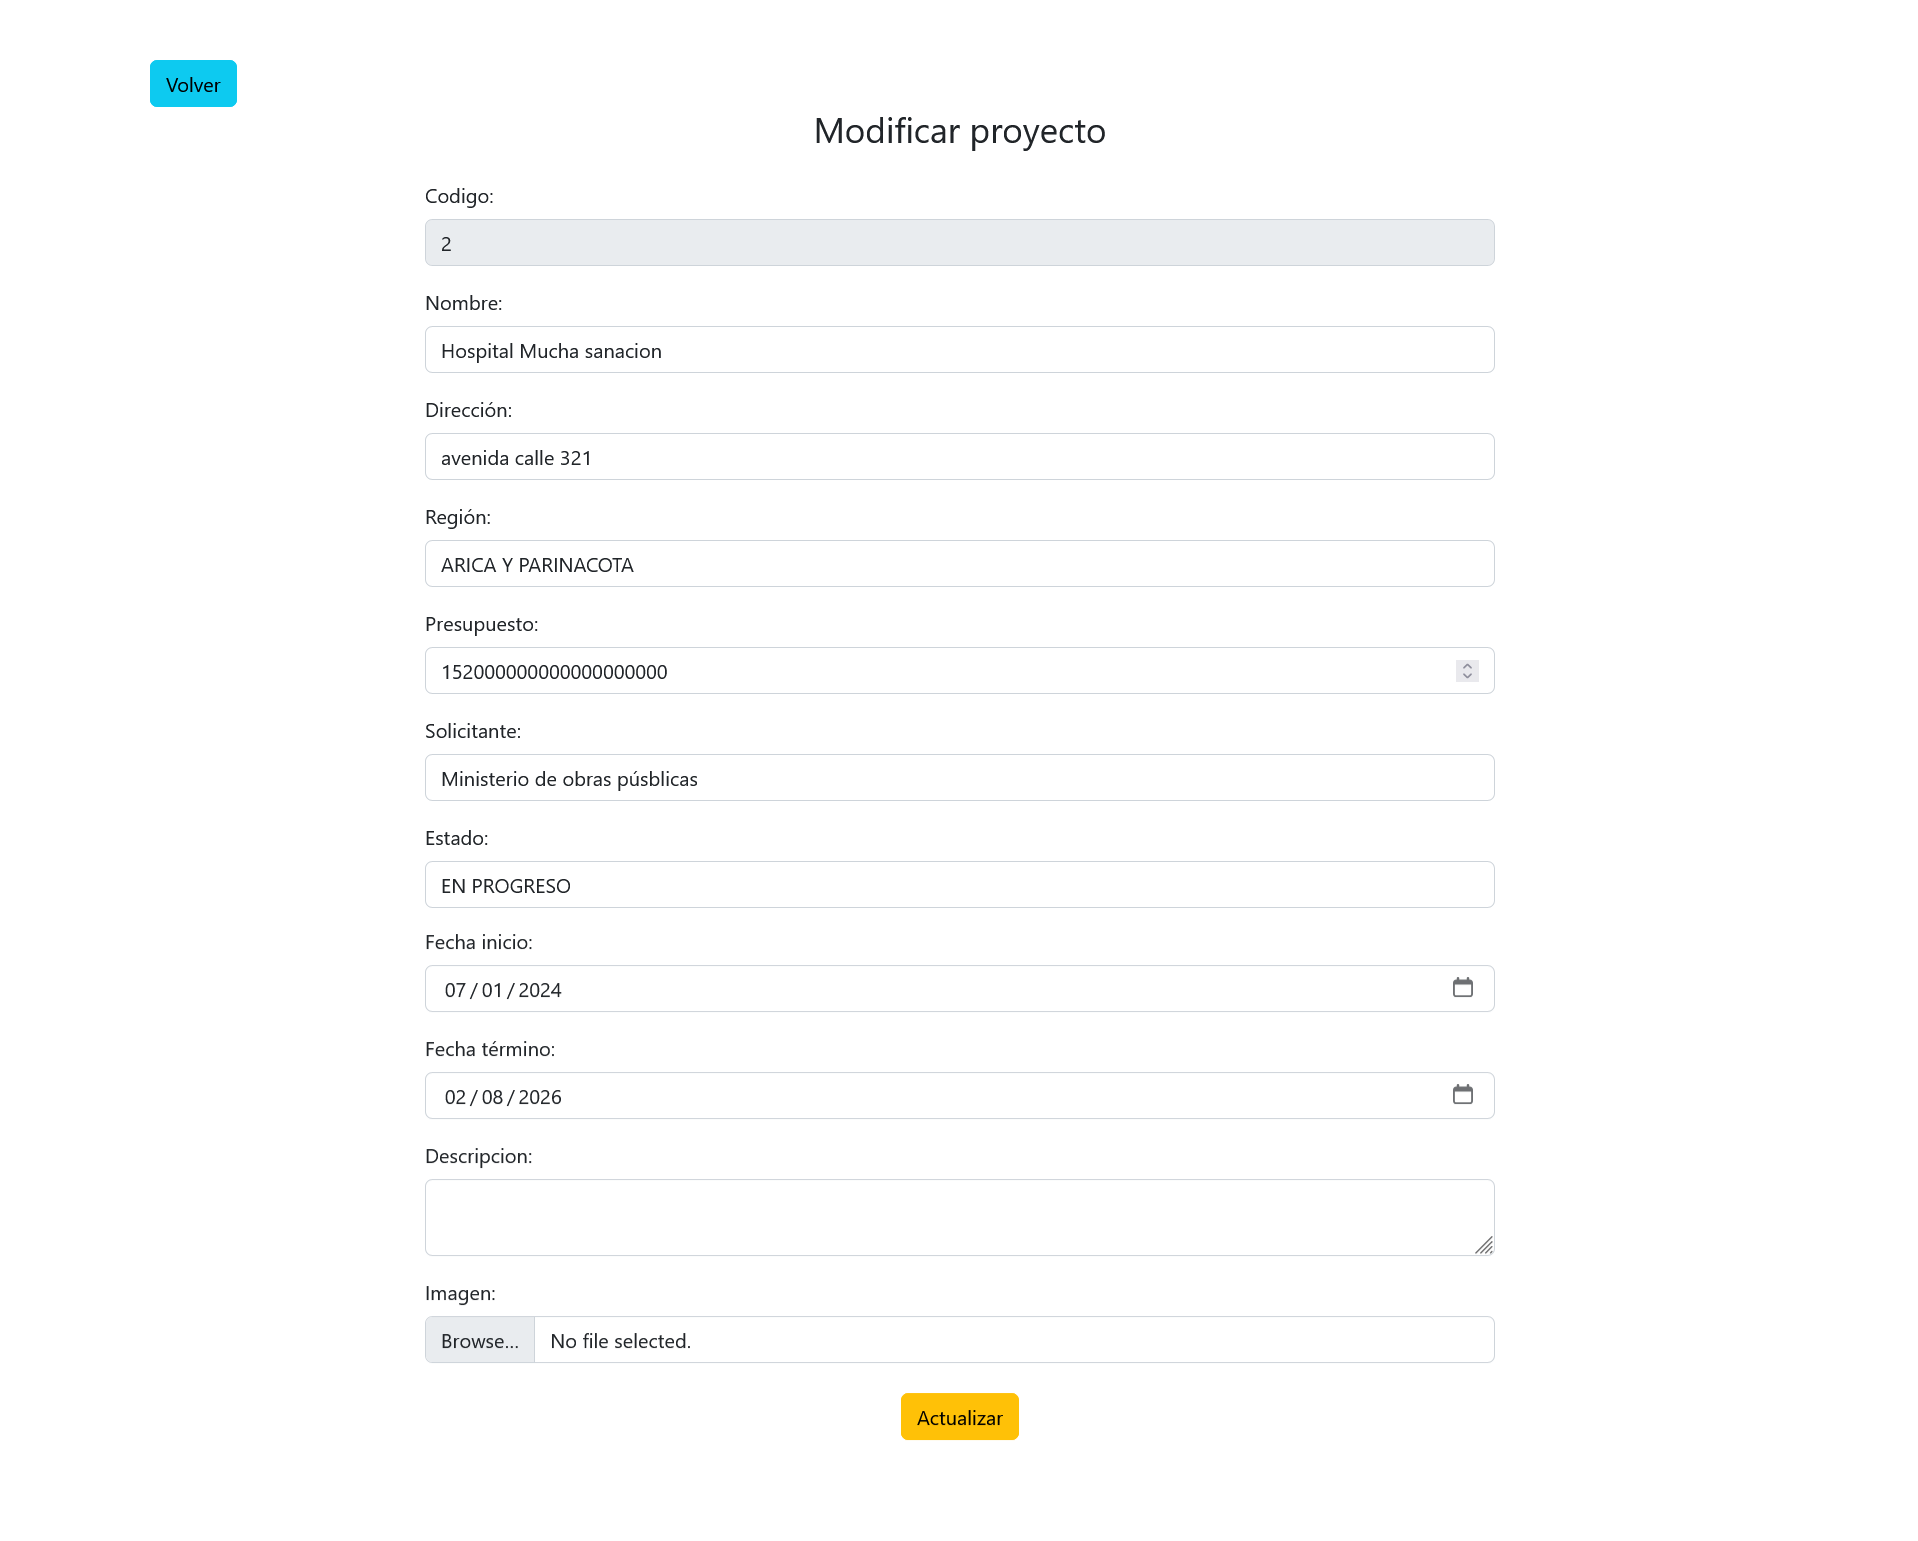 Volver
Modificar proyecto
Codigo:
2
Nombre:
Hospital Mucha sanacion
Dirección:
avenida calle 321
Región:
ARICA Y PARINACOTA
Presupuesto:
152000000000000000000
Solicitante:
Ministerio de obras púsblicas
Estado:
EN PROGRESO
Fecha inicio:
07/01/2024
Fecha término:
02/08/2026
Descripcion:
Imagen:
Browse... No file selected.
Actualizar